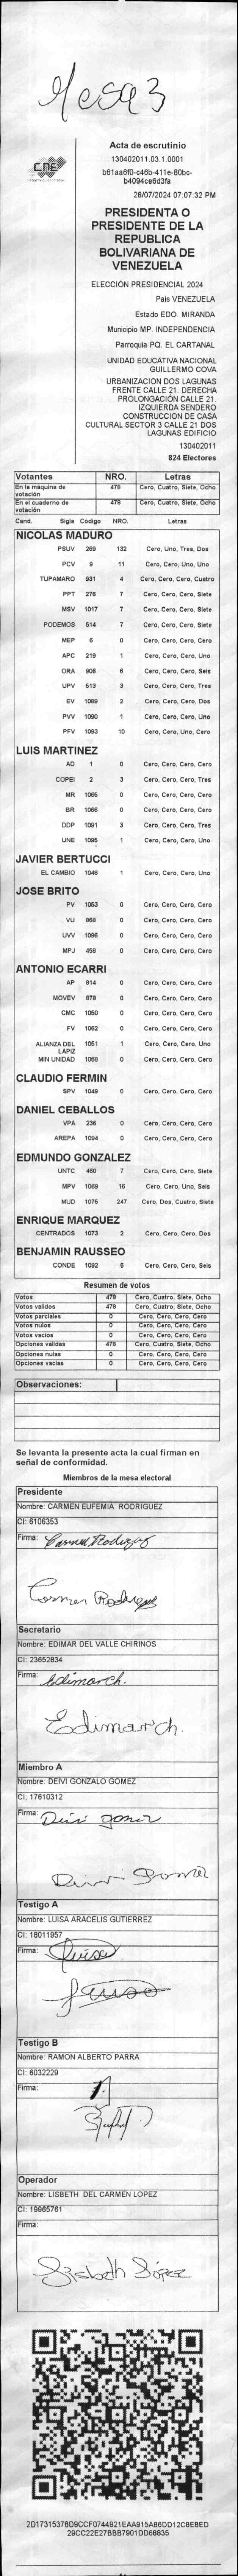 Mesa 3
Acta de escrutinio
130402011.03.1.0001
CNE
b61aa6f0-c46b-411e-80bc-
b4094ce6d3fa
28/07/2024 07:07:32 PM
PRESIDENTA O
PRESIDENTE DE LA
REPUBLICA
BOLIVARIANA DE
VENEZUELA
ELECCIÓN PRESIDENCIAL 2024
Pais VENEZUELA
Estado EDO. MIRANDA
Municipio MP. INDEPENDENCIA
Parroquia PQ. EL CARTANAL
UNIDAD EDUCATIVA NACIONAL
GUILLERMO COVA
URBANIZACION DOS LAGUNAS
FRENTE CALLE 21. DERECHA
PROLONGACIÓN CALLE 21.
IZQUIERDA SENDERO
CONSTRUCCION DE CASA
CULTURAL SECTOR 3 CALLE 21 DOS
LAGUNAS EDIFICIO
130402011
824 Electores
Votantes NRO. Letras
En la máquina de votación 478 Cero, Cuatro, Siete, Ocho
En el cuaderno de votación 478 Cero, Cuatro, Siete, Ocho
Cand. Sigla Código NRO. Letras
NICOLAS MADURO
PSUV 269 132 Cero, Uno, Tres, Dos
PCV 9 11 Cero, Cero, Uno, Uno
TUPAMARO 931 4 Cero, Cero, Cero, Cuatro
PPT 276 7 Cero, Cero, Cero, Siete
MSV 1017 7 Cero, Cero, Cero, Siete
PODEMOS 514 7 Cero, Cero, Cero, Siete
MEP 6 0 Cero, Cero, Cero, Cero
APC 219 1 Cero, Cero, Cero, Uno
ORA 906 6 Cero, Cero, Cero, Seis
UPV 513 3 Cero, Cero, Cero, Tres
EV 1089 2 Cero, Cero, Cero, Dos
PVV 1090 1 Cero, Cero, Cero, Uno
PFV 1093 10 Cero, Cero, Uno, Cero
LUIS MARTINEZ
AD 1 0 Cero, Cero, Cero, Cero
COPEI 2 3 Cero, Cero, Cero, Tres
MR 1065 0 Cero, Cero, Cero, Cero
BR 1066 0 Cero, Cero, Cero, Cero
DDP 1091 3 Cero, Cero, Cero, Tres
UNE 1095 1 Cero, Cero, Cero, Uno
JAVIER BERTUCCI
EL CAMBIO 1048 1 Cero, Cero, Cero, Uno
JOSE BRITO
PV 1053 0 Cero, Cero, Cero, Cero
VU 868 0 Cero, Cero, Cero, Cero
UVV 1096 0 Cero, Cero, Cero, Cero
MPJ 456 0 Cero, Cero, Cero, Cero
ANTONIO ECARRI
AP 814 0 Cero, Cero, Cero, Cero
MOVEV 878 0 Cero, Cero, Cero, Cero
CMC 1050 0 Cero, Cero, Cero, Cero
FV 1062 0 Cero, Cero, Cero, Cero
ALIANZA DEL LAPIZ 1051 1 Cero, Cero, Cero, Uno
MIN UNIDAD 1068 0 Cero, Cero, Cero, Cero
CLAUDIO FERMIN
SPV 1049 0 Cero, Cero, Cero, Cero
DANIEL CEBALLOS
VPA 236 0 Cero, Cero, Cero, Cero
AREPA 1094 0 Cero, Cero, Cero, Cero
EDMUNDO GONZALEZ
UNTC 460 7 Cero, Cero, Cero, Siete
MPV 1069 16 Cero, Cero, Uno, Seis
MUD 1075 247 Cero, Dos, Cuatro, Siete
ENRIQUE MARQUEZ
CENTRADOS 1073 2 Cero, Cero, Cero, Dos
BENJAMIN RAUSSEO
CONDE 1092 6 Cero, Cero, Cero, Seis
Resumen de votos
Votos 478 Cero, Cuatro, Siete, Ocho
Votos validos 478 Cero, Cuatro, Siete, Ocho
Votos parciales 0 Cero, Cero, Cero, Cero
Votos nulos 0 Cero, Cero, Cero, Cero
Votos vacios 0 Cero, Cero, Cero, Cero
Opciones validas 478 Cero, Cuatro, Siete, Ocho
Opciones nulas 0 Cero, Cero, Cero, Cero
Opciones vacias 0 Cero, Cero, Cero, Cero
Observaciones:
Se levanta la presente acta la cual firman en
señal de conformidad.
Miembros de la mesa electoral
Presidente
Nombre: CARMEN EUFEMIA RODRIGUEZ
CI: 6106353
Firma: Carmen Rodriguez
Carmen Rodriguez
Secretario
Nombre: EDIMAR DEL VALLE CHIRINOS
CI: 23652834
Firma: Edimarch.
Edimarch.
Miembro A
Nombre: DEIVI GONZALO GOMEZ
CI: 17610312
Firma: Deivi gomez
Deivi Gomez
Testigo A
Nombre: LUISA ARACELIS GUTIERREZ
CI: 18011957
Firma: Luisa
Testigo B
Nombre: RAMON ALBERTO PARRA
CI: 6032229
Firma:
Operador
Nombre: LISBETH DEL CARMEN LOPEZ
CI: 19965761
Firma:
Lisbeth López
2D17315378D9CCF0744921EAA915A86DD12C8E8ED
29CC22E27BBB7901DD68835